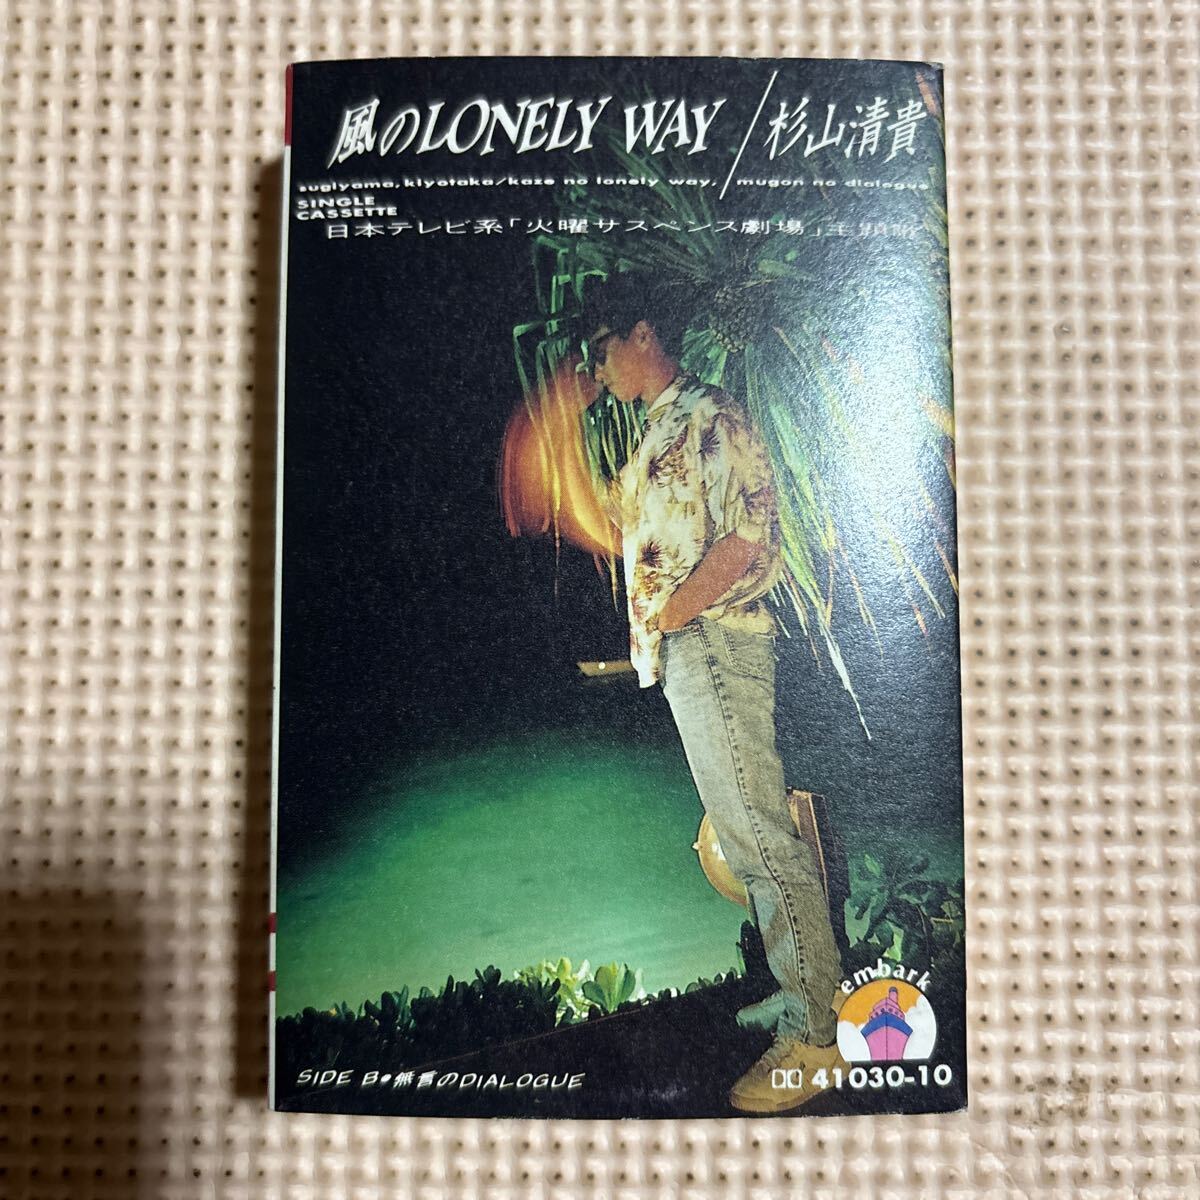 風のLONELY WAY/杉山清貴
sugiyama, kiyotaka/kaze no lonely way, / mugon no dialogue
SINGLE
CASSETTE
日本テレビ系「火曜サスペンス劇場」主題歌
embark
SIDE B●無言のDIALOGUE
41030-10